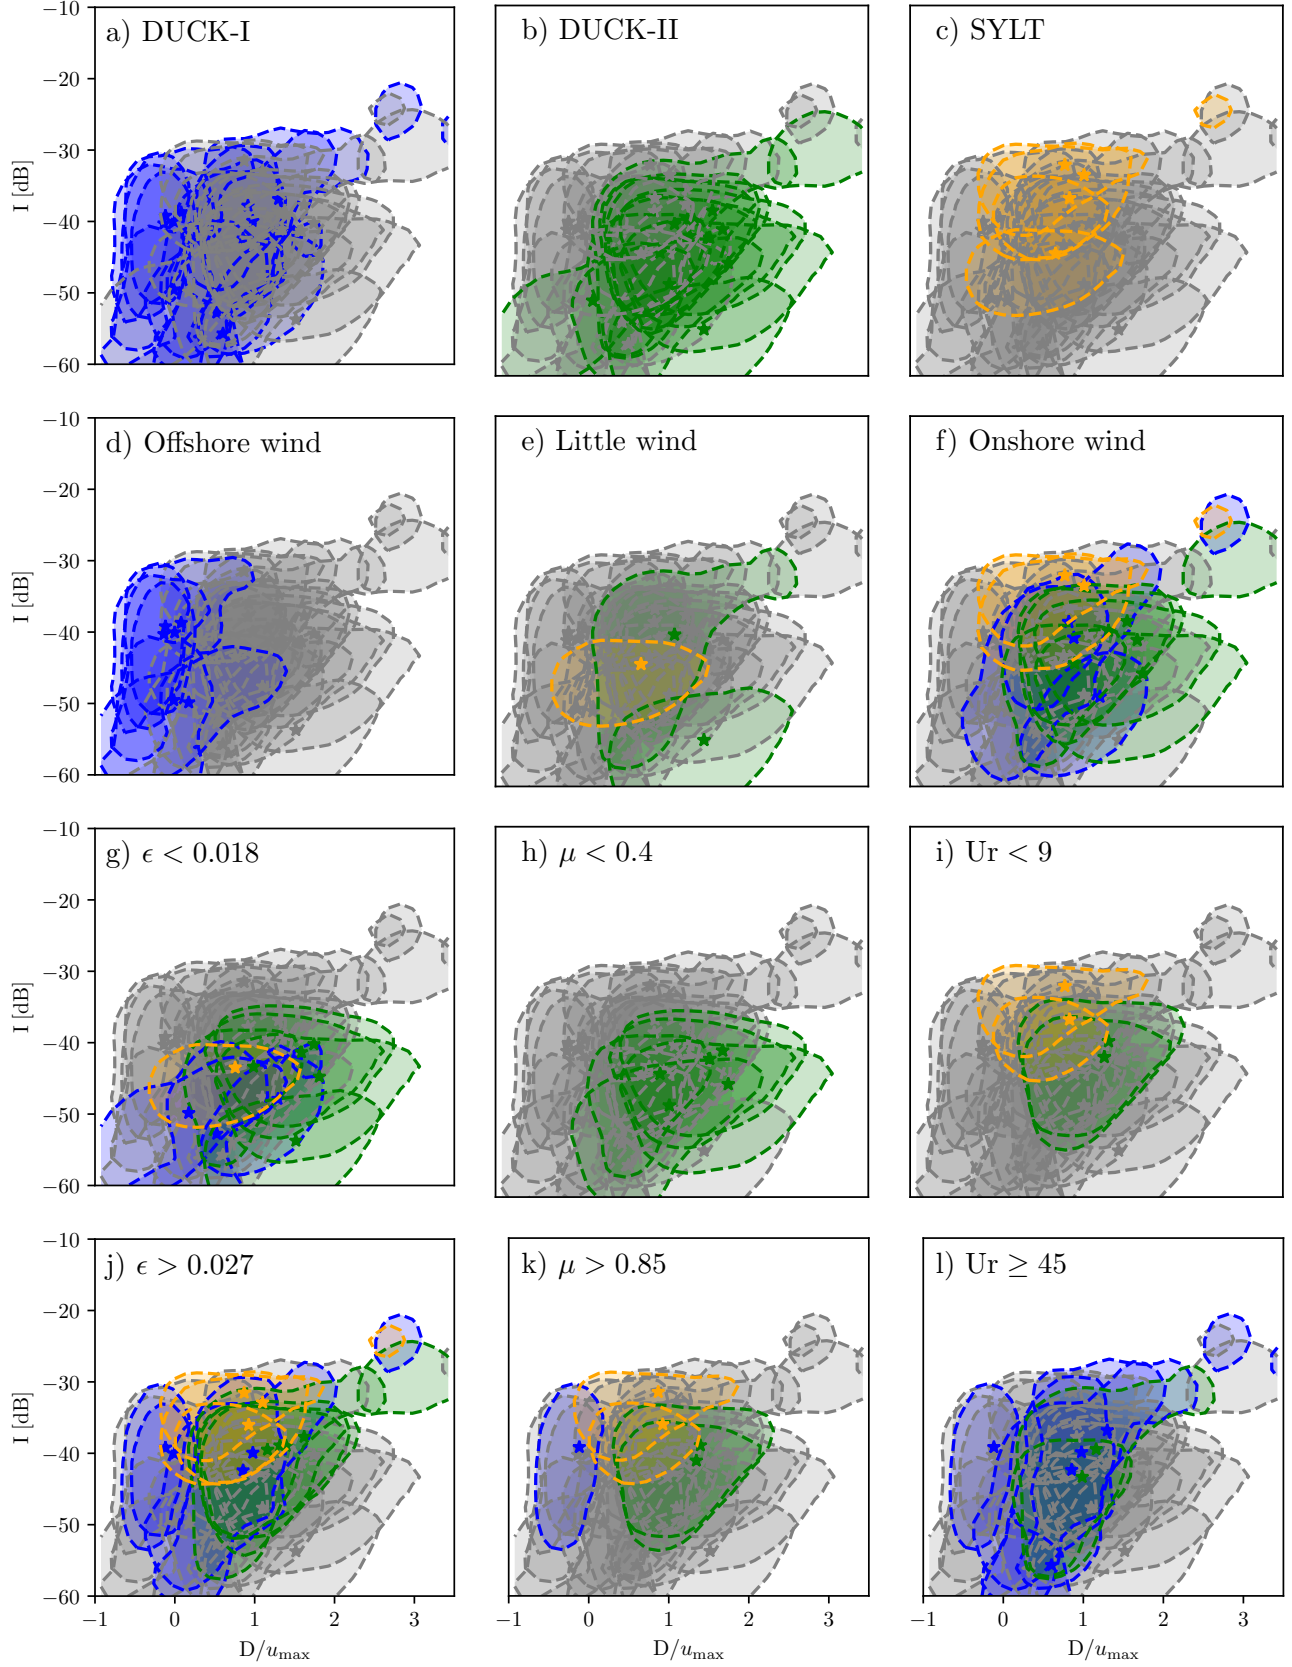 a) DUCK-I
b) DUCK-II
c) SYLT
−10
−20
−30
−40
−50
−60
I [dB]
d) Offshore wind
e) Little wind
f) Onshore wind
−10
−20
−30
−40
−50
−60
I [dB]
g) ϵ < 0.018
h) μ < 0.4
i) Ur < 9
−10
−20
−30
−40
−50
−60
I [dB]
j) ϵ > 0.027
k) μ > 0.85
l) Ur ≥ 45
−10
−20
−30
−40
−50
−60
I [dB]
−1 0 1 2 3
0 1 2 3
0 1 2 3
−1
−1
D/u_max
D/u_max
D/u_max